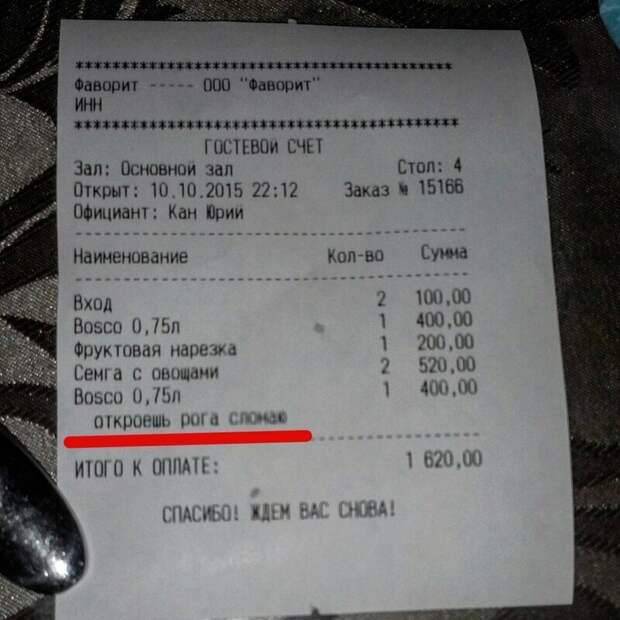 *****************************************
Фаворит ----- ООО "Фаворит"
ИНН
*****************************************
ГОСТЕВОЙ СЧЕТ
Зал: Основной зал Стол: 4
Открыт: 10.10.2015 22:12 Заказ № 15166
Официант: Кан Юрий
-----------------------------------------
Наименование Кол-во Сумма
-----------------------------------------
Вход 2 100,00
Bosco 0,75л 1 400,00
Фруктовая нарезка 1 200,00
Семга с овощами 2 520,00
Bosco 0,75л 1 400,00
откроешь рога сломаю
-----------------------------------------
ИТОГО К ОПЛАТЕ: 1 620,00
СПАСИБО! ЖДЕМ ВАС СНОВА!